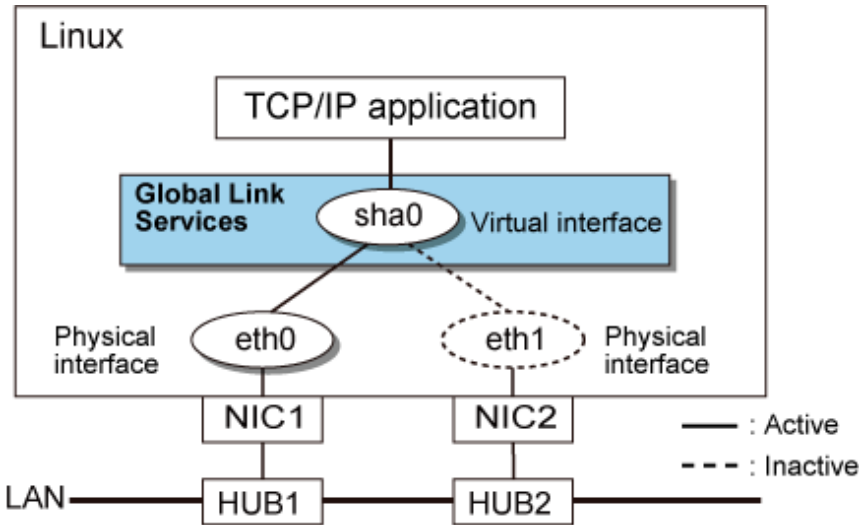 Linux
TCP/IP application
Global Link
Services
sha0
Virtual interface
Physical
interface
eth0
eth1
Physical
interface
NIC1
NIC2
: Active
: Inactive
LAN
HUB1
HUB2